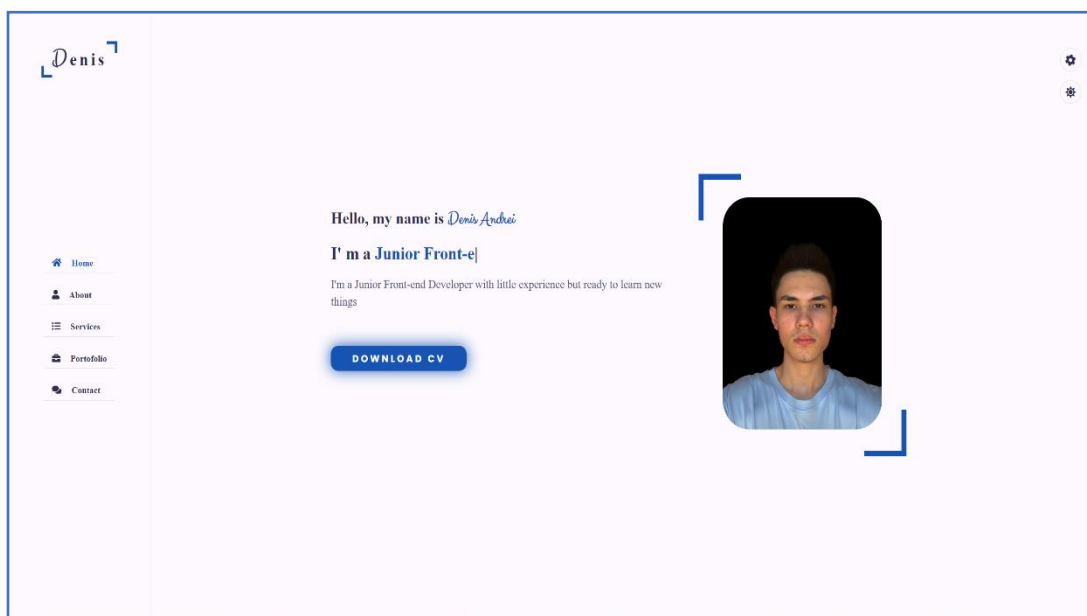 Denis
Home
About
Services
Portofolio
Contact
Hello, my name is Denis Andrei
I' m a Junior Front-e|
I'm a Junior Front-end Developer with little experience but ready to learn new
things
DOWNLOAD CV